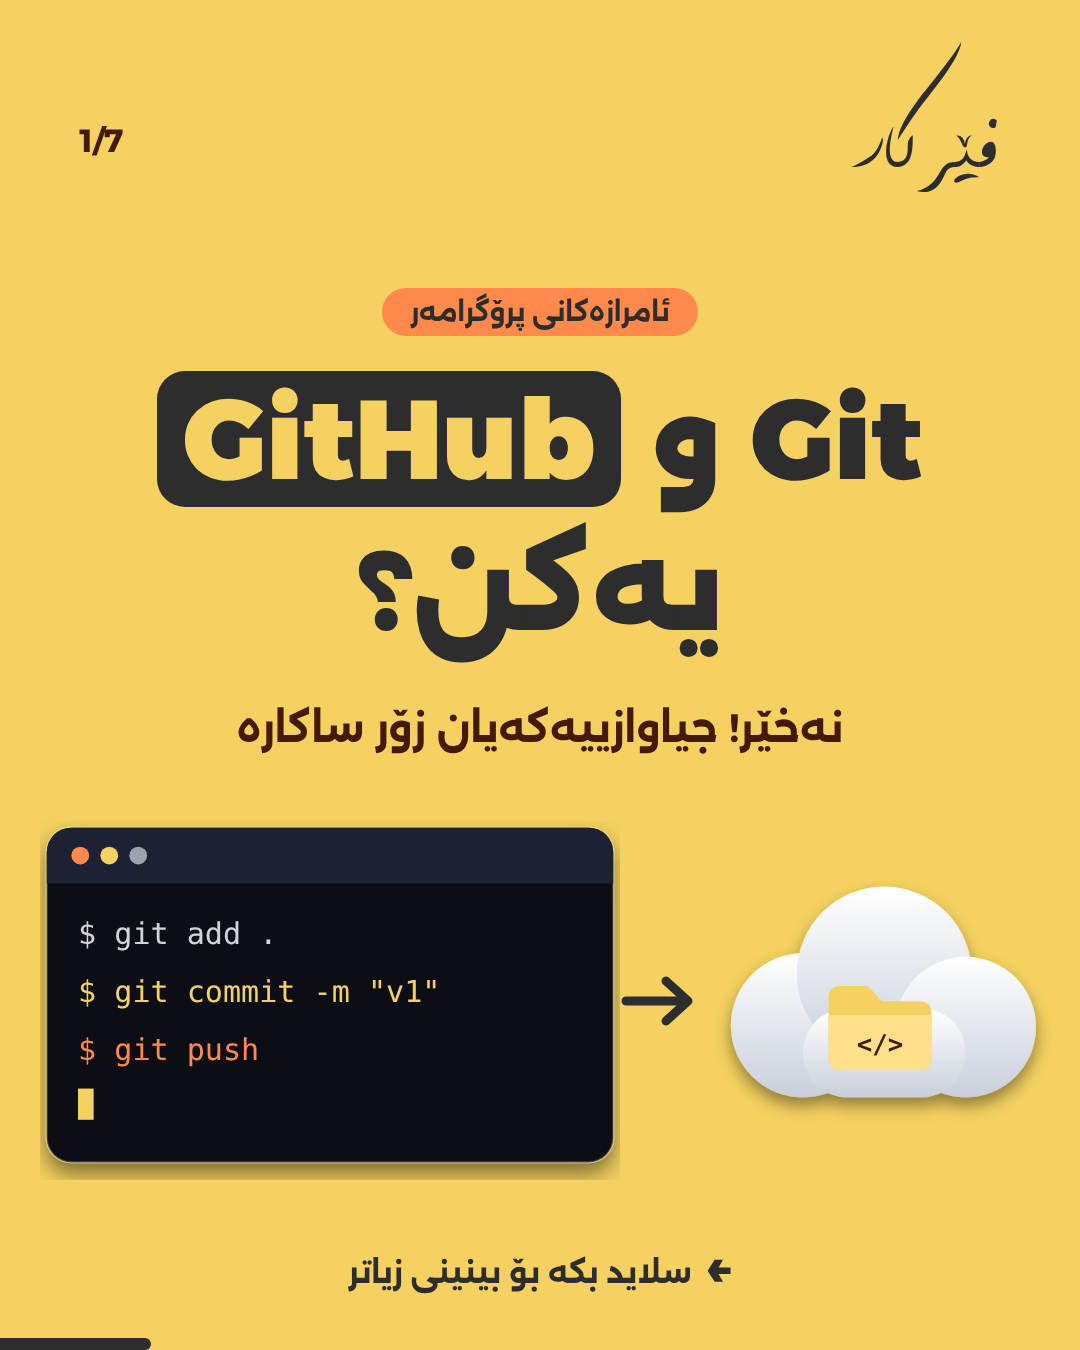 فێرکار
1/7
ئامرازەکانی پرۆگرامەر
Git و GitHub
یەکن؟
نەخێر! جیاوازییەکەیان زۆر ساکارە
$ git add .
$ git commit -m "v1"
$ git push
</>
← سلاید بکە بۆ بینینی زیاتر